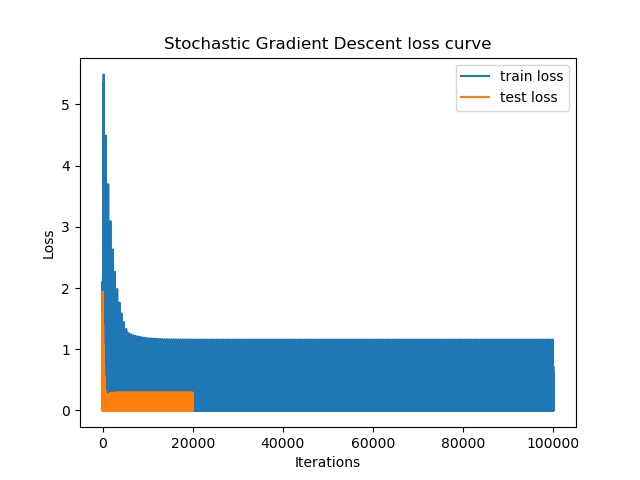 Stochastic Gradient Descent loss curve
train loss
test loss
5
4
3
2
1
0
Loss
0 20000 40000 60000 80000 100000
Iterations